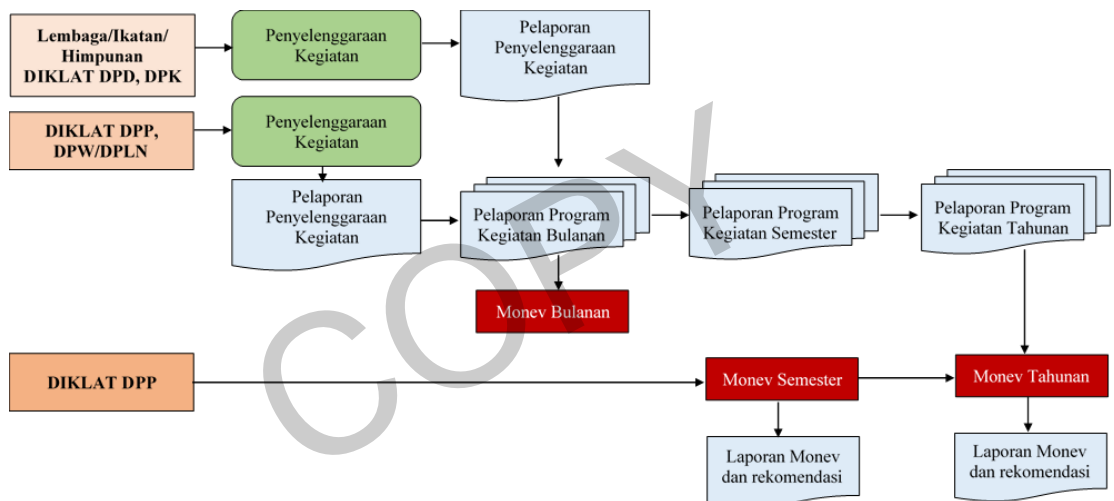 Lembaga/Ikatan/
Himpunan
DIKLAT DPD, DPK
Penyelenggaraan
Kegiatan
Pelaporan
Penyelenggaraan
Kegiatan
DIKLAT DPP,
DPW/DPLN
Penyelenggaraan
Kegiatan
Pelaporan
Penyelenggaraan
Kegiatan
Pelaporan Program
Kegiatan Bulanan
Pelaporan Program
Kegiatan Semester
Pelaporan Program
Kegiatan Tahunan
Monev Bulanan
DIKLAT DPP
Monev Semester
Monev Tahunan
Laporan Monev
dan rekomendasi
Laporan Monev
dan rekomendasi
COPY